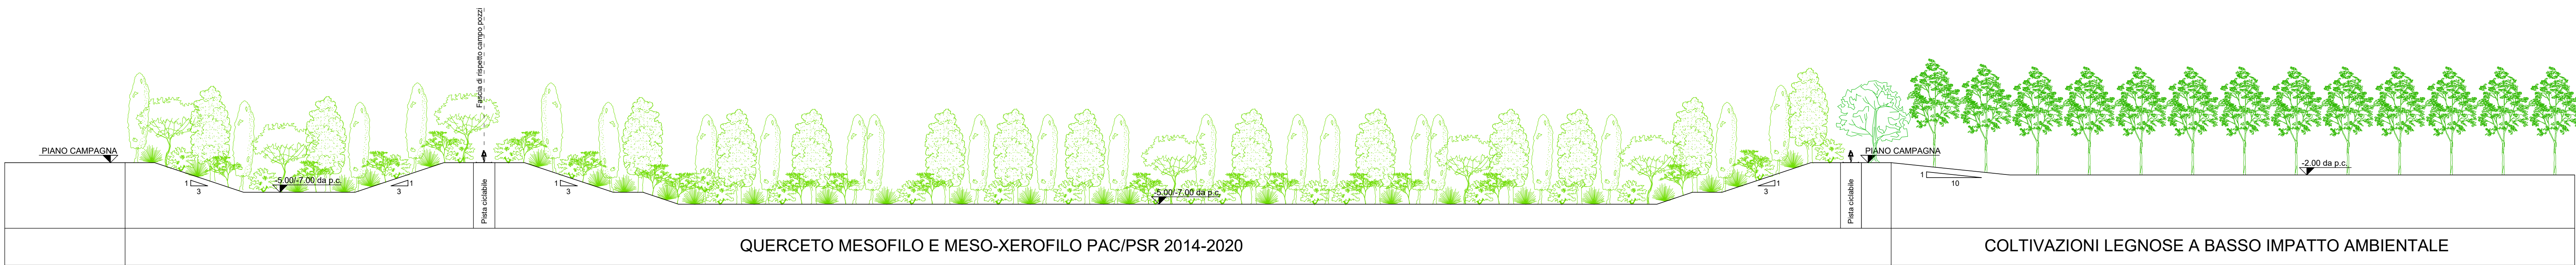 Fascia di rispetto campo pozzi
PIANO CAMPAGNA
PIANO CAMPAGNA
1
3
-5.00/-7.00 da p.c.
1
3
Pista ciclabile
1
3
-5.00/-7.00 da p.c.
1
3
Pista ciclabile
1
10
-2.00 da p.c.
QUERCETO MESOFILO E MESO-XEROFILO PAC/PSR 2014-2020
COLTIVAZIONI LEGNOSE A BASSO IMPATTO AMBIENTALE